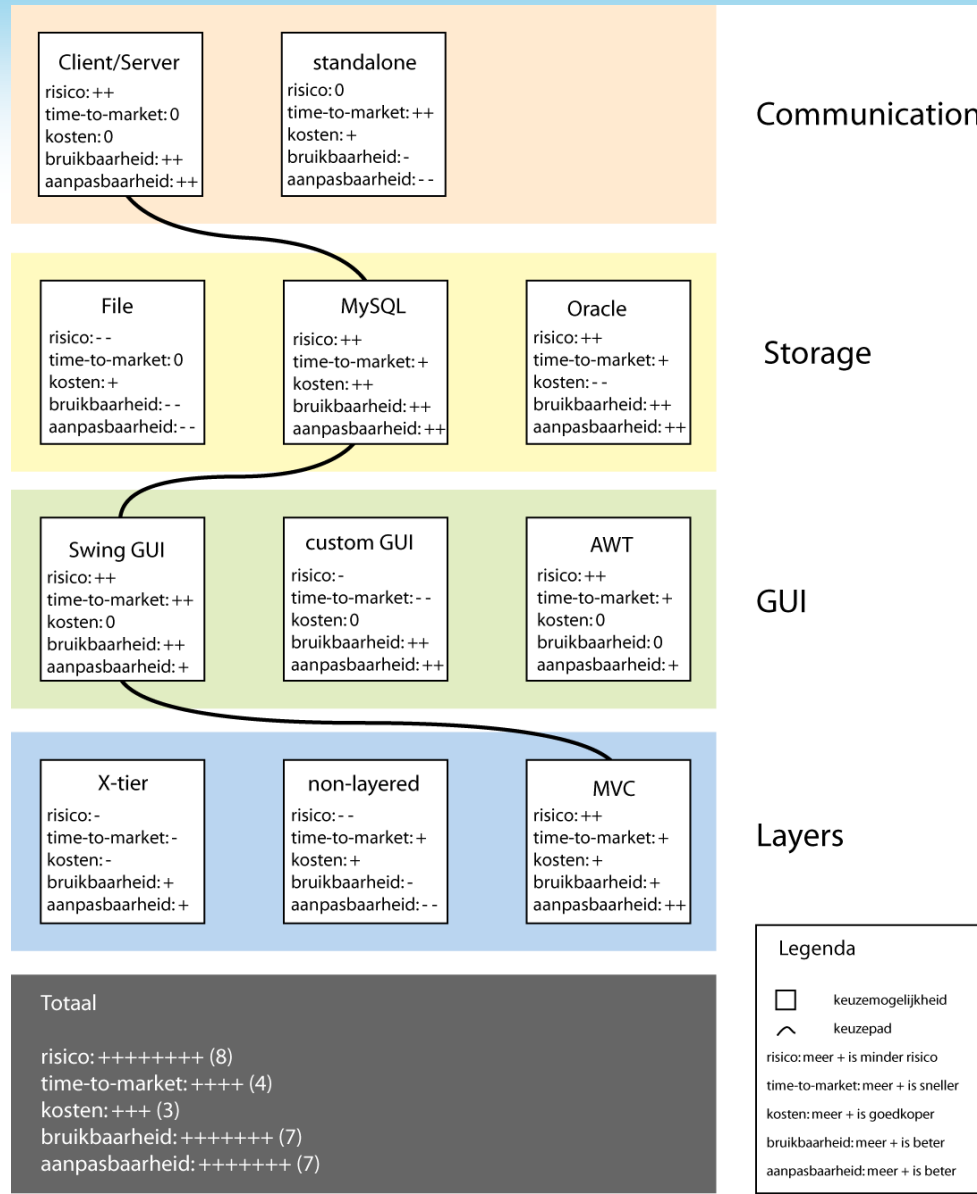 Client/Server
risico: ++
time-to-market: 0
kosten: 0
bruikbaarheid: ++
aanpasbaarheid: ++
standalone
risico: 0
time-to-market: ++
kosten: +
bruikbaarheid: -
aanpasbaarheid: - -
Communication
File
risico: - -
time-to-market: 0
kosten: +
bruikbaarheid: - -
aanpasbaarheid: - -
MySQL
risico: ++
time-to-market: +
kosten: ++
bruikbaarheid: ++
aanpasbaarheid: ++
Oracle
risico: ++
time-to-market: +
kosten: - -
bruikbaarheid: ++
aanpasbaarheid: ++
Storage
Swing GUI
risico: ++
time-to-market: ++
kosten: 0
bruikbaarheid: ++
aanpasbaarheid: +
custom GUI
risico: -
time-to-market: - -
kosten: 0
bruikbaarheid: ++
aanpasbaarheid: ++
AWT
risico: ++
time-to-market: +
kosten: 0
bruikbaarheid: 0
aanpasbaarheid: +
GUI
X-tier
risico: -
time-to-market: -
kosten: -
bruikbaarheid: +
aanpasbaarheid: +
non-layered
risico: - -
time-to-market: +
kosten: +
bruikbaarheid: -
aanpasbaarheid: - -
MVC
risico: ++
time-to-market: +
kosten: +
bruikbaarheid: +
aanpasbaarheid: ++
Layers
Totaal
risico: ++++++++ (8)
time-to-market: ++++ (4)
kosten: +++ (3)
bruikbaarheid: +++++++ (7)
aanpasbaarheid: +++++++ (7)
Legenda
keuzemogelijkheid
keuzepad
risico: meer + is minder risico
time-to-market: meer + is sneller
kosten: meer + is goedkoper
bruikbaarheid: meer + is beter
aanpasbaarheid: meer + is beter